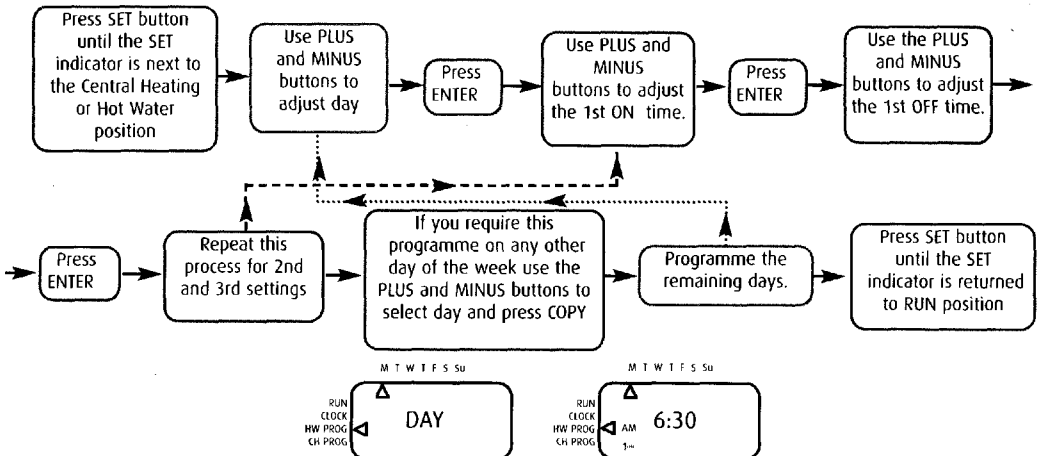 Press SET button
until the SET
indicator is next to
the Central Heating
or Hot Water
position
Use PLUS
and MINUS
buttons to
adjust day
Press
ENTER
Use PLUS and
MINUS
buttons to adjust
the 1st ON time.
Press
ENTER
Use the PLUS
and MINUS
buttons to adjust
the 1st OFF time.
Press
ENTER
Repeat this
process for 2nd
and 3rd settings
If you require this
programme on any other
day of the week use the
PLUS and MINUS buttons to
select day and press COPY
Programme the
remaining days.
Press SET button
until the SET
indicator is returned
to RUN position
M T W T F S Su
RUN
CLOCK
HW PROG
CH PROG
DAY
M T W T F S Su
RUN
CLOCK
HW PROG
CH PROG
AM
6:30